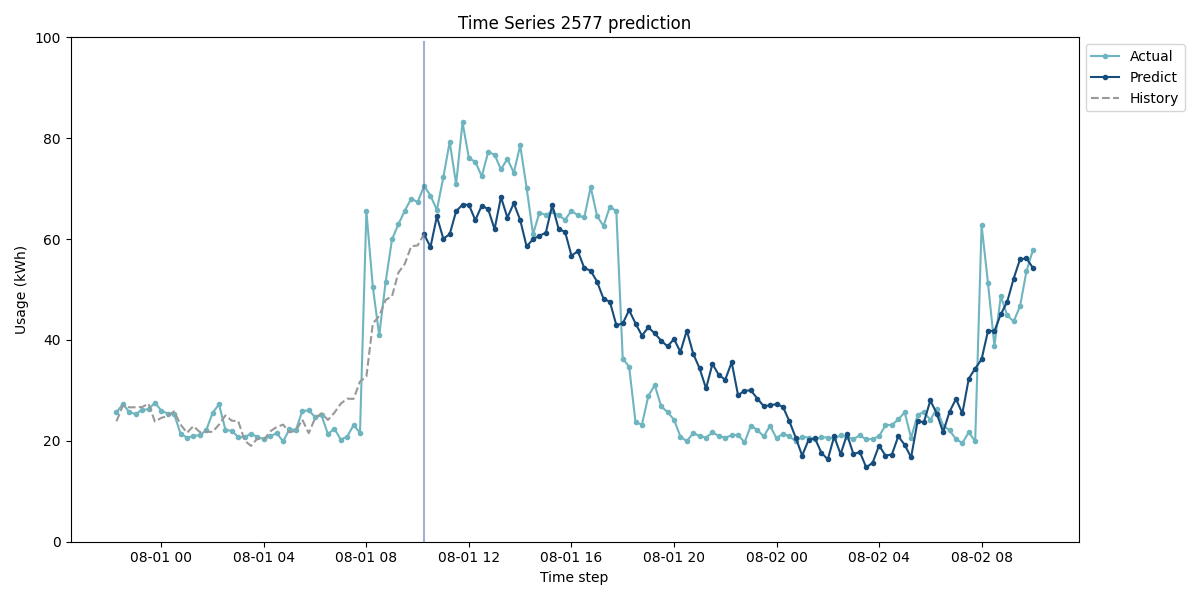 Time Series 2577 prediction
100
80
60
40
20
0
Usage (kWh)
08-01 00
08-01 04
08-01 08
08-01 12
08-01 16
08-01 20
08-02 00
08-02 04
08-02 08
Time step
Actual
Predict
History